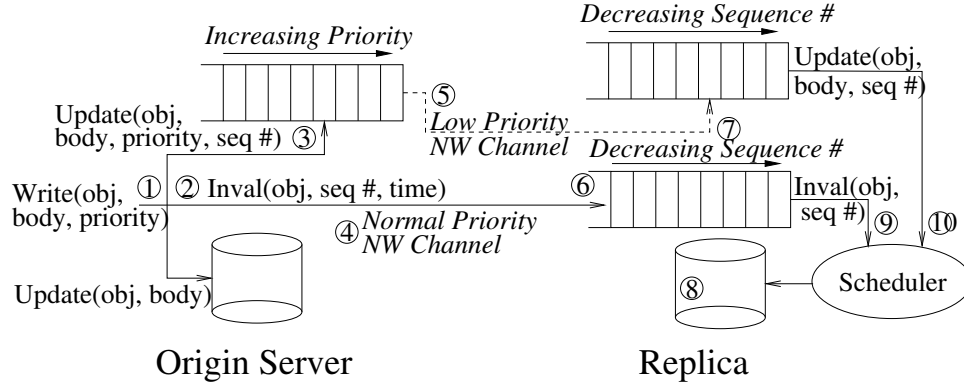 Increasing Priority
Decreasing Sequence #
Update(obj,
body, seq #)
⑤
Update(obj,
body, priority, seq #)
③
Low Priority
NW Channel
⑦
Decreasing Sequence #
Write(obj,
body, priority)
①
②
Inval(obj, seq #, time)
⑥
Inval(obj,
seq #)
④
Normal Priority
NW Channel
⑨
⑩
Update(obj, body)
⑧
Scheduler
Origin Server
Replica